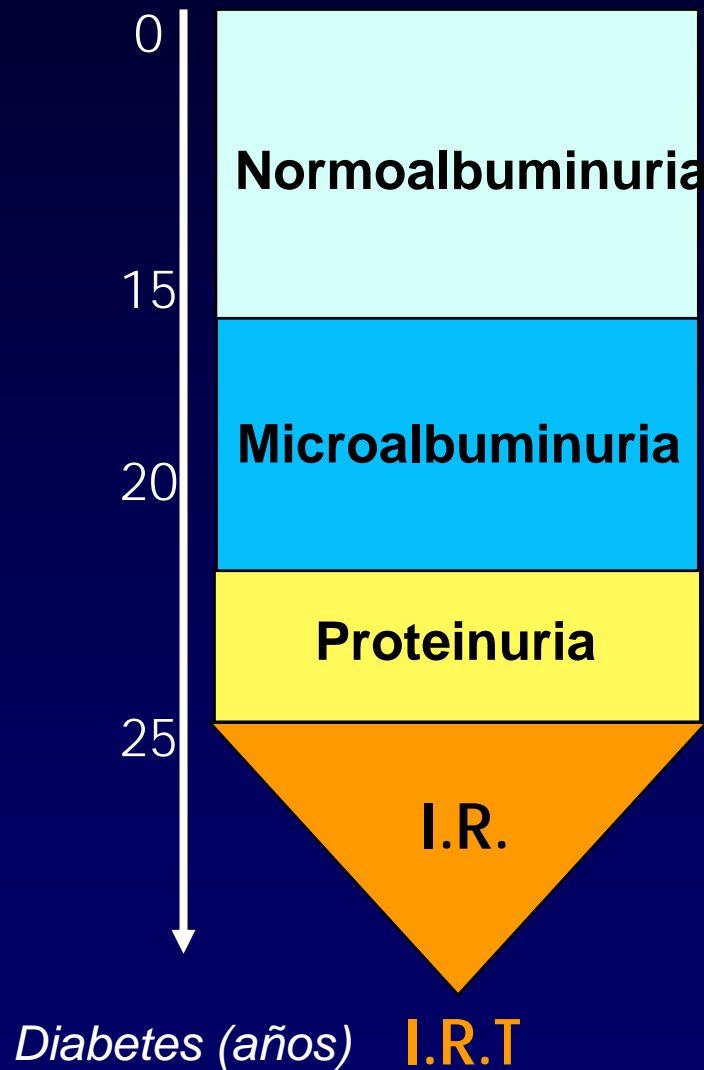 0
Normoalbuminuria
15
Microalbuminuria
20
Proteinuria
25
I.R.
Diabetes (años) I.R.T